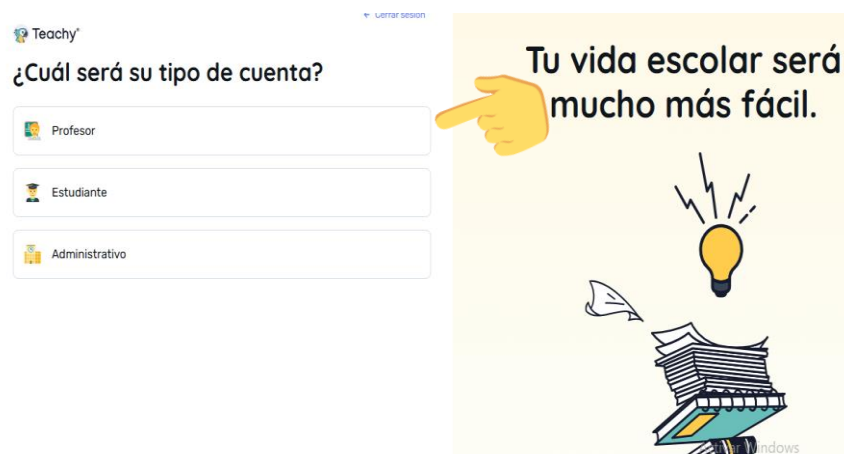 ← Cerrar sesión
Teachy
¿Cuál será su tipo de cuenta?
Profesor
Estudiante
Administrativo
Tu vida escolar será
mucho más fácil.
Activar Windows